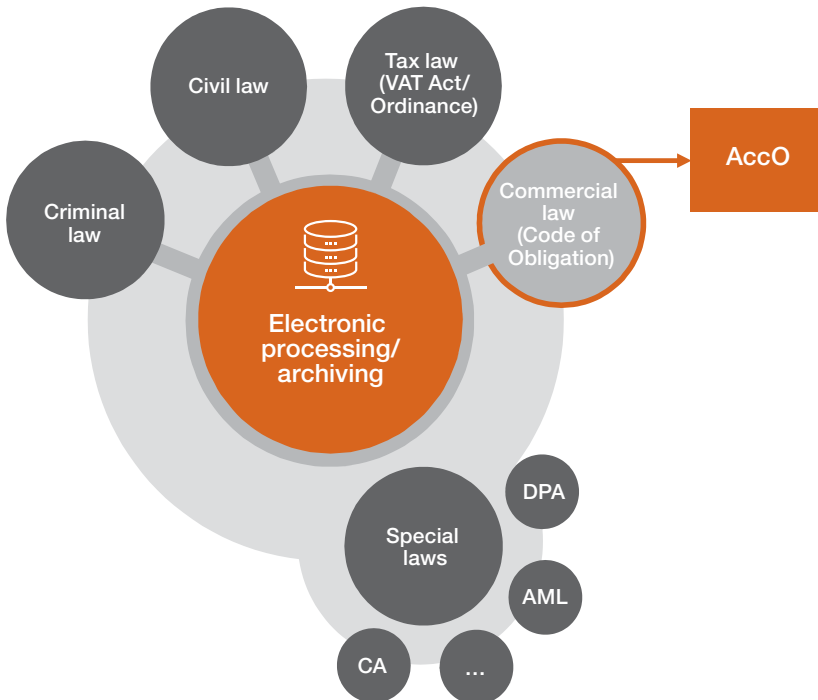 Civil law
Tax law
(VAT Act/
Ordinance)
AccO
Criminal
law
Commercial
law
(Code of
Obligation)
Electronic
processing/
archiving
Special
laws
DPA
AML
CA
...